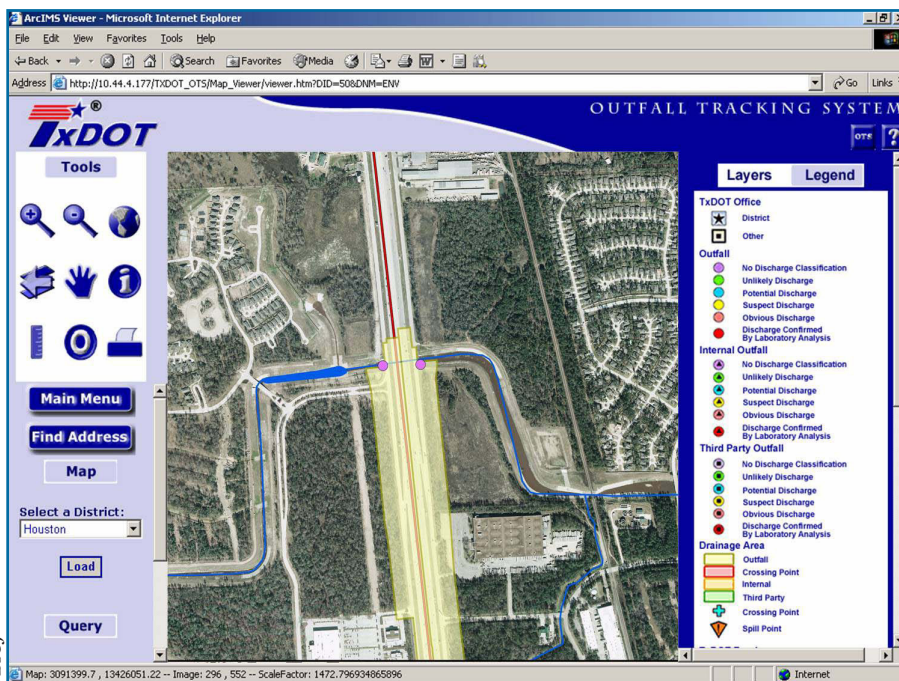 ArcIMS Viewer - Microsoft Internet Explorer
File Edit View Favorites Tools Help
Back Search Favorites Media
Address http://10.44.4.177/TXDOT_OTS/Map_Viewer/viewer.htm?DID=50&DNM=ENV Go Links
TxDOT ®
OUTFALL TRACKING SYSTEM
OTS ?
Tools
Main Menu
Find Address
Map
Select a District:
Houston
Load
Query
Layers Legend
TxDOT Office
District
Other
Outfall
No Discharge Classification
Unlikely Discharge
Potential Discharge
Suspect Discharge
Obvious Discharge
Discharge Confirmed
By Laboratory Analysis
Internal Outfall
No Discharge Classification
Unlikely Discharge
Potential Discharge
Suspect Discharge
Obvious Discharge
Discharge Confirmed
By Laboratory Analysis
Third Party Outfall
No Discharge Classification
Unlikely Discharge
Potential Discharge
Suspect Discharge
Obvious Discharge
Discharge Confirmed
By Laboratory Analysis
Drainage Area
Outfall
Crossing Point
Internal
Third Party
Crossing Point
Spill Point
Map: 3091399.7 , 13426051.22 -- Image: 296 , 552 -- ScaleFactor: 1472.796934865896
Internet